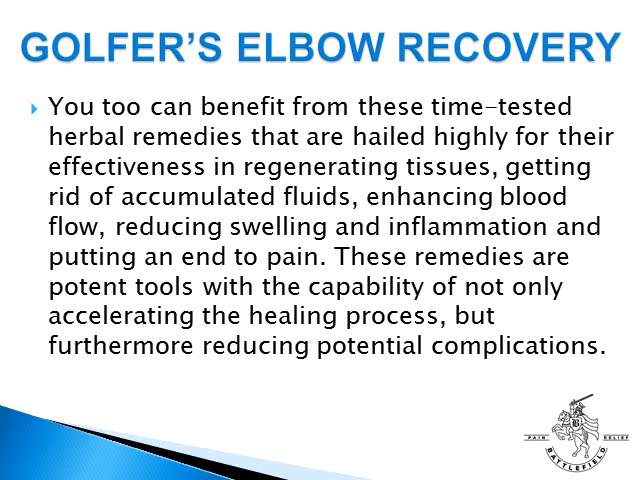 GOLFER’S ELBOW RECOVERY
You too can benefit from these time-tested
herbal remedies that are hailed highly for their
effectiveness in regenerating tissues, getting
rid of accumulated fluids, enhancing blood
flow, reducing swelling and inflammation and
putting an end to pain. These remedies are
potent tools with the capability of not only
accelerating the healing process, but
furthermore reducing potential complications.
B
PAIN RELIEF
BATTLEFIELD